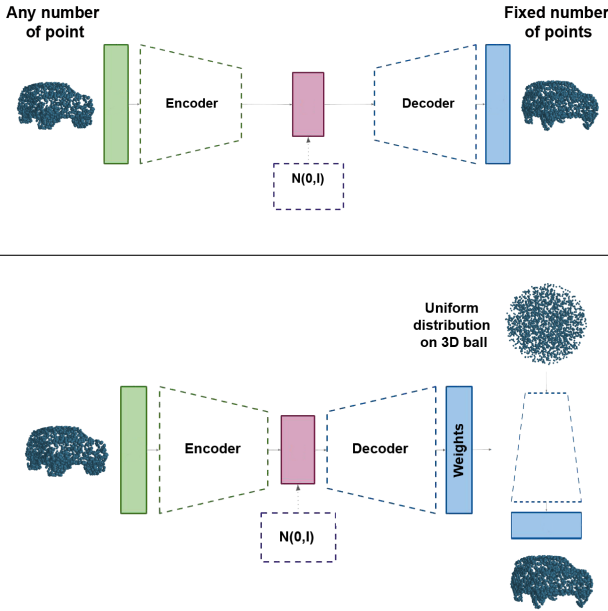 Any number
of point
Fixed number
of points
Encoder
Decoder
N(0,I)
Uniform
distribution
on 3D ball
Encoder
Decoder
Weights
N(0,I)